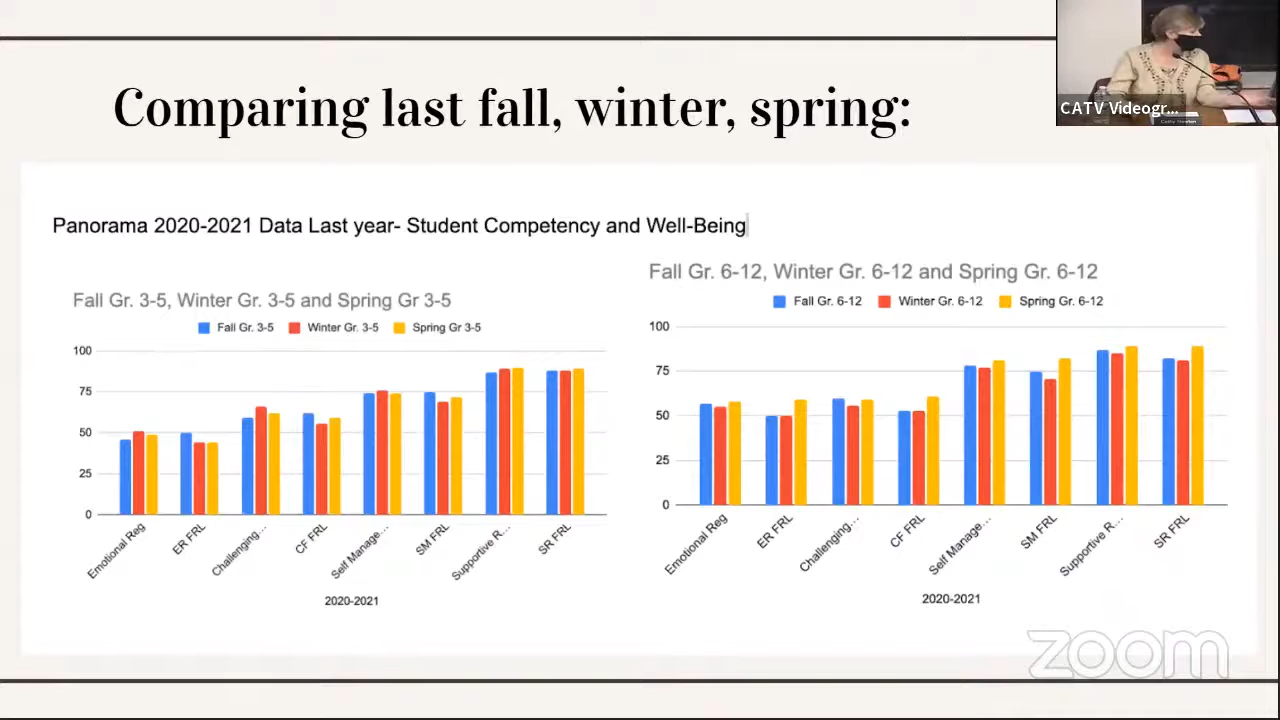 Comparing last fall, winter, spring:
CATV Videogr...
Panorama 2020-2021 Data Last year- Student Competency and Well-Being
Fall Gr. 3-5, Winter Gr. 3-5 and Spring Gr 3-5
Fall Gr. 3-5 Winter Gr. 3-5 Spring Gr 3-5
100
75
50
25
0
Emotional Reg
ER FRL
Challenging...
CF FRL
Self Manage...
SM FRL
Supportive R...
SR FRL
2020-2021
Fall Gr. 6-12, Winter Gr. 6-12 and Spring Gr. 6-12
Fall Gr. 6-12 Winter Gr. 6-12 Spring Gr. 6-12
100
75
50
25
0
Emotional Reg
ER FRL
Challenging...
CF FRL
Self Manage...
SM FRL
Supportive R...
SR FRL
2020-2021
zoom